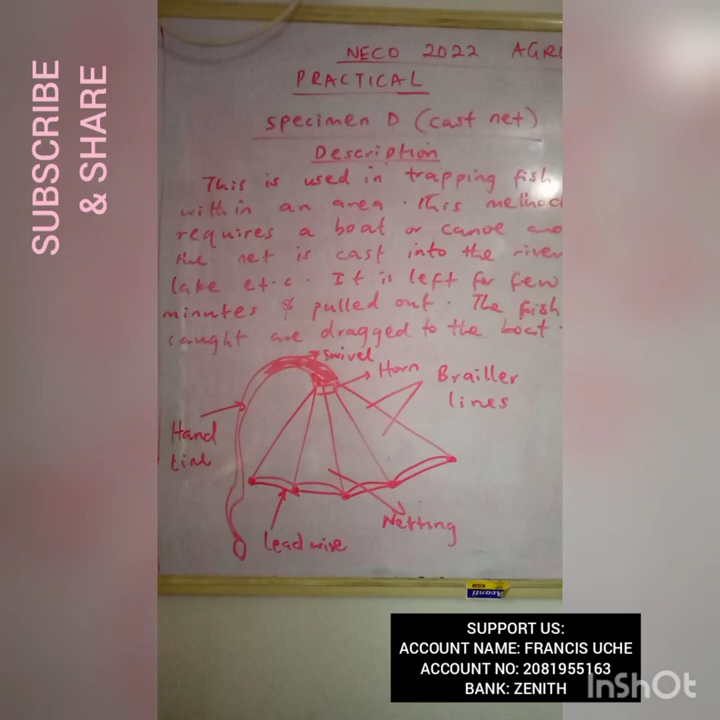 SUBSCRIBE
& SHARE
NECO 2022 AGRI
PRACTICAL
Specimen D (cast net)
Description
This is used in trapping fish
within an area. This method
requires a boat or canoe and
the net is cast into the river
lake et.c. It is left for few
minutes & pulled out. The fish
caught are dragged to the boat.
Swivel
Horn
Brailler
lines
Hand
line
Netting
Lead wire
Avanti
SUPPORT US:
ACCOUNT NAME: FRANCIS UCHE
ACCOUNT NO: 2081955163
BANK: ZENITH
InShOt